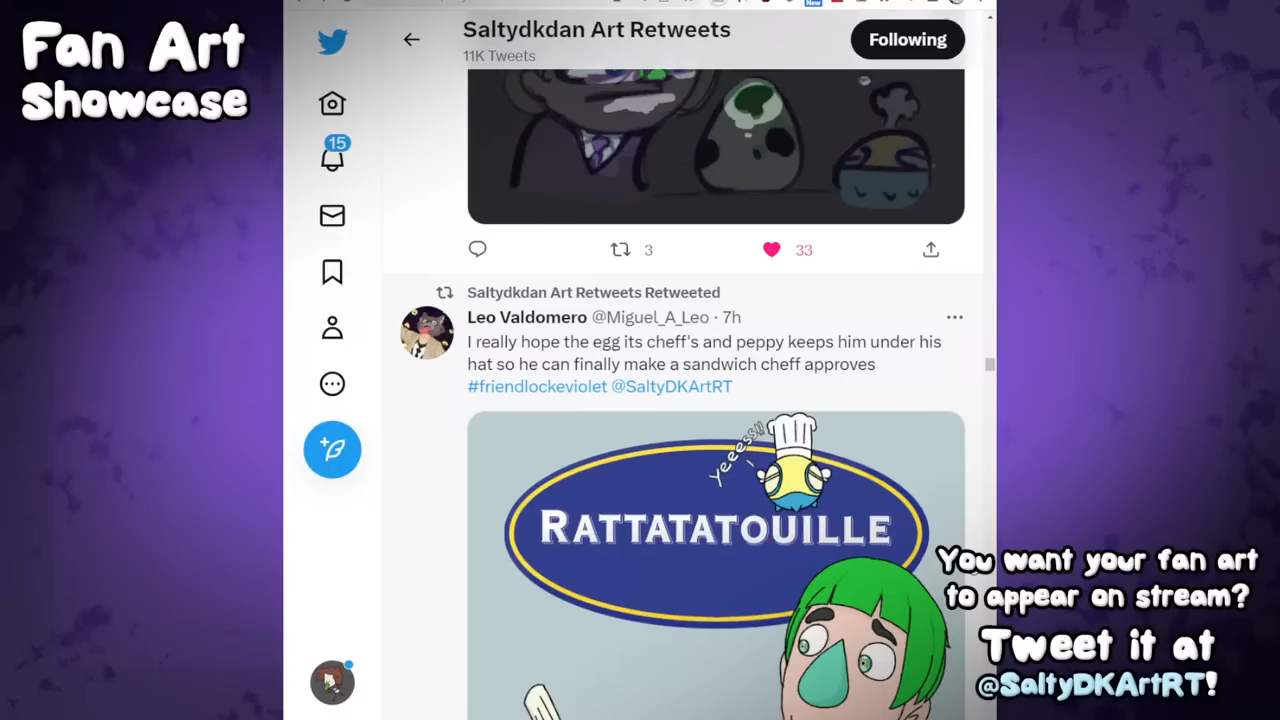 Fan Art
Showcase
Saltydkdan Art Retweets
11K Tweets
Following
New
15
3
33
Saltydkdan Art Retweets Retweeted
Leo Valdomero @Miguel_A_Leo · 7h
I really hope the egg its cheff's and peppy keeps him under his
hat so he can finally make a sandwich cheff approves
#friendlockeviolet @SaltyDKArtRT
Yeeess!!
RATTATATOUILLE
You want your fan art
to appear on stream?
Tweet it at
@SaltyDKArtRT!